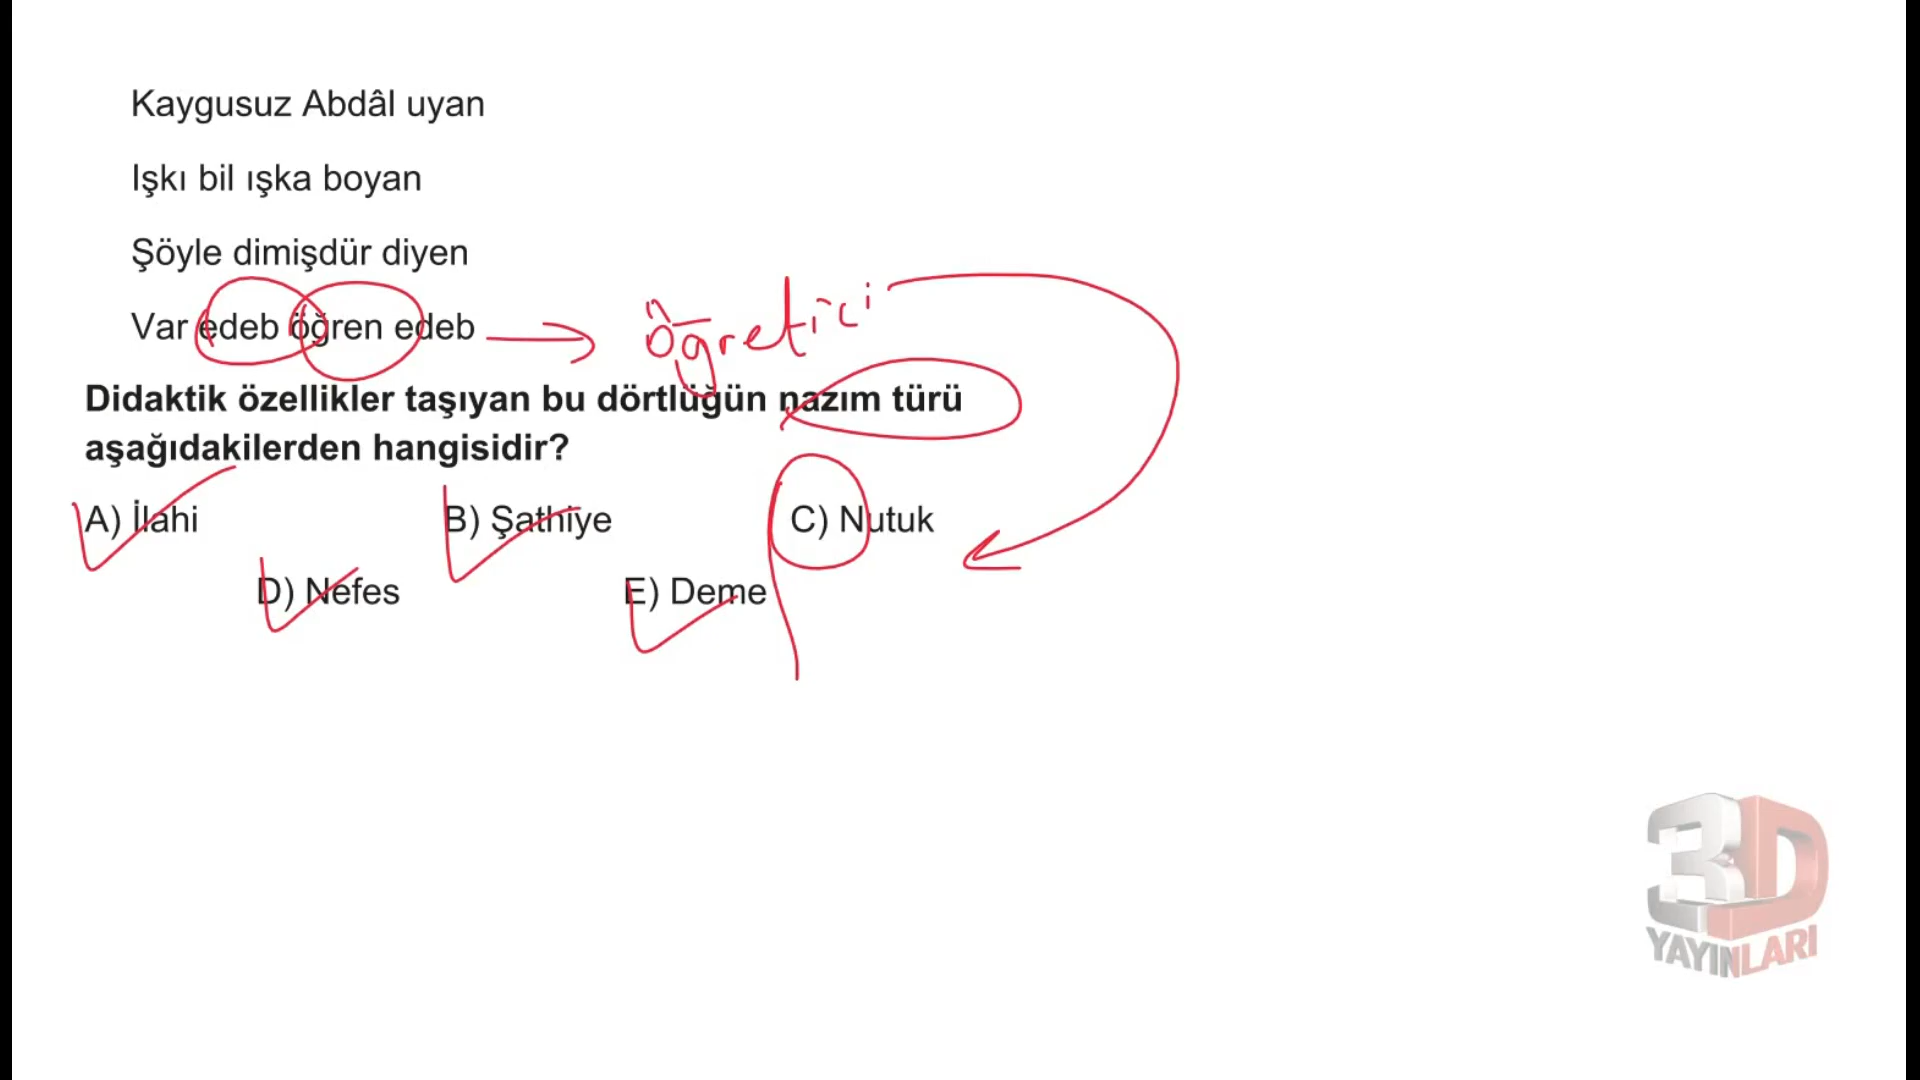 Kaygusuz Abdâl uyan
Işkı bil ışka boyan
Şöyle dimişdür diyen
Var edeb öğren edeb
öğretici
Didaktik özellikler taşıyan bu dörtlüğün nazım türü
aşağıdakilerden hangisidir?
A) İlahi B) Şathiye C) Nutuk
D) Nefes E) Deme
3D
YAYINLARI